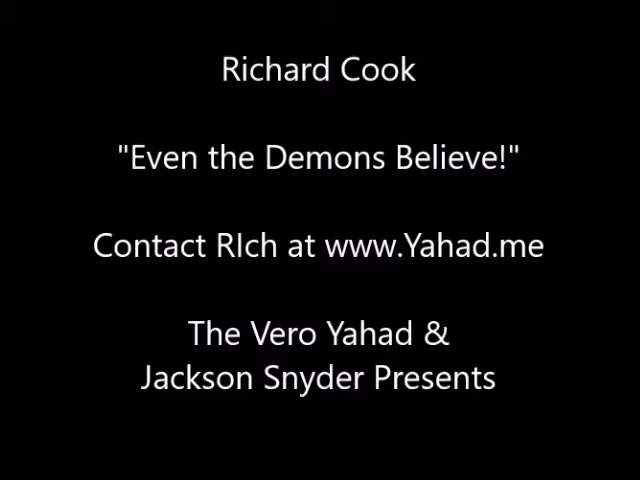 Richard Cook
"Even the Demons Believe!"
Contact RIch at www.Yahad.me
The Vero Yahad &
Jackson Snyder Presents